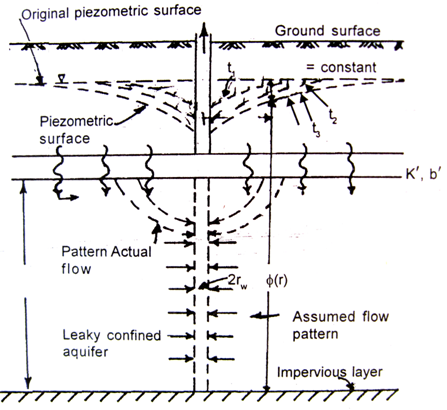 Original piezometric surface
Ground surface
= constant
t₁
t₂
t₃
Piezometric
surface
K′, b′
Pattern Actual
flow
2r_w
ϕ(r)
Assumed flow
pattern
Leaky confined
aquifer
Impervious layer